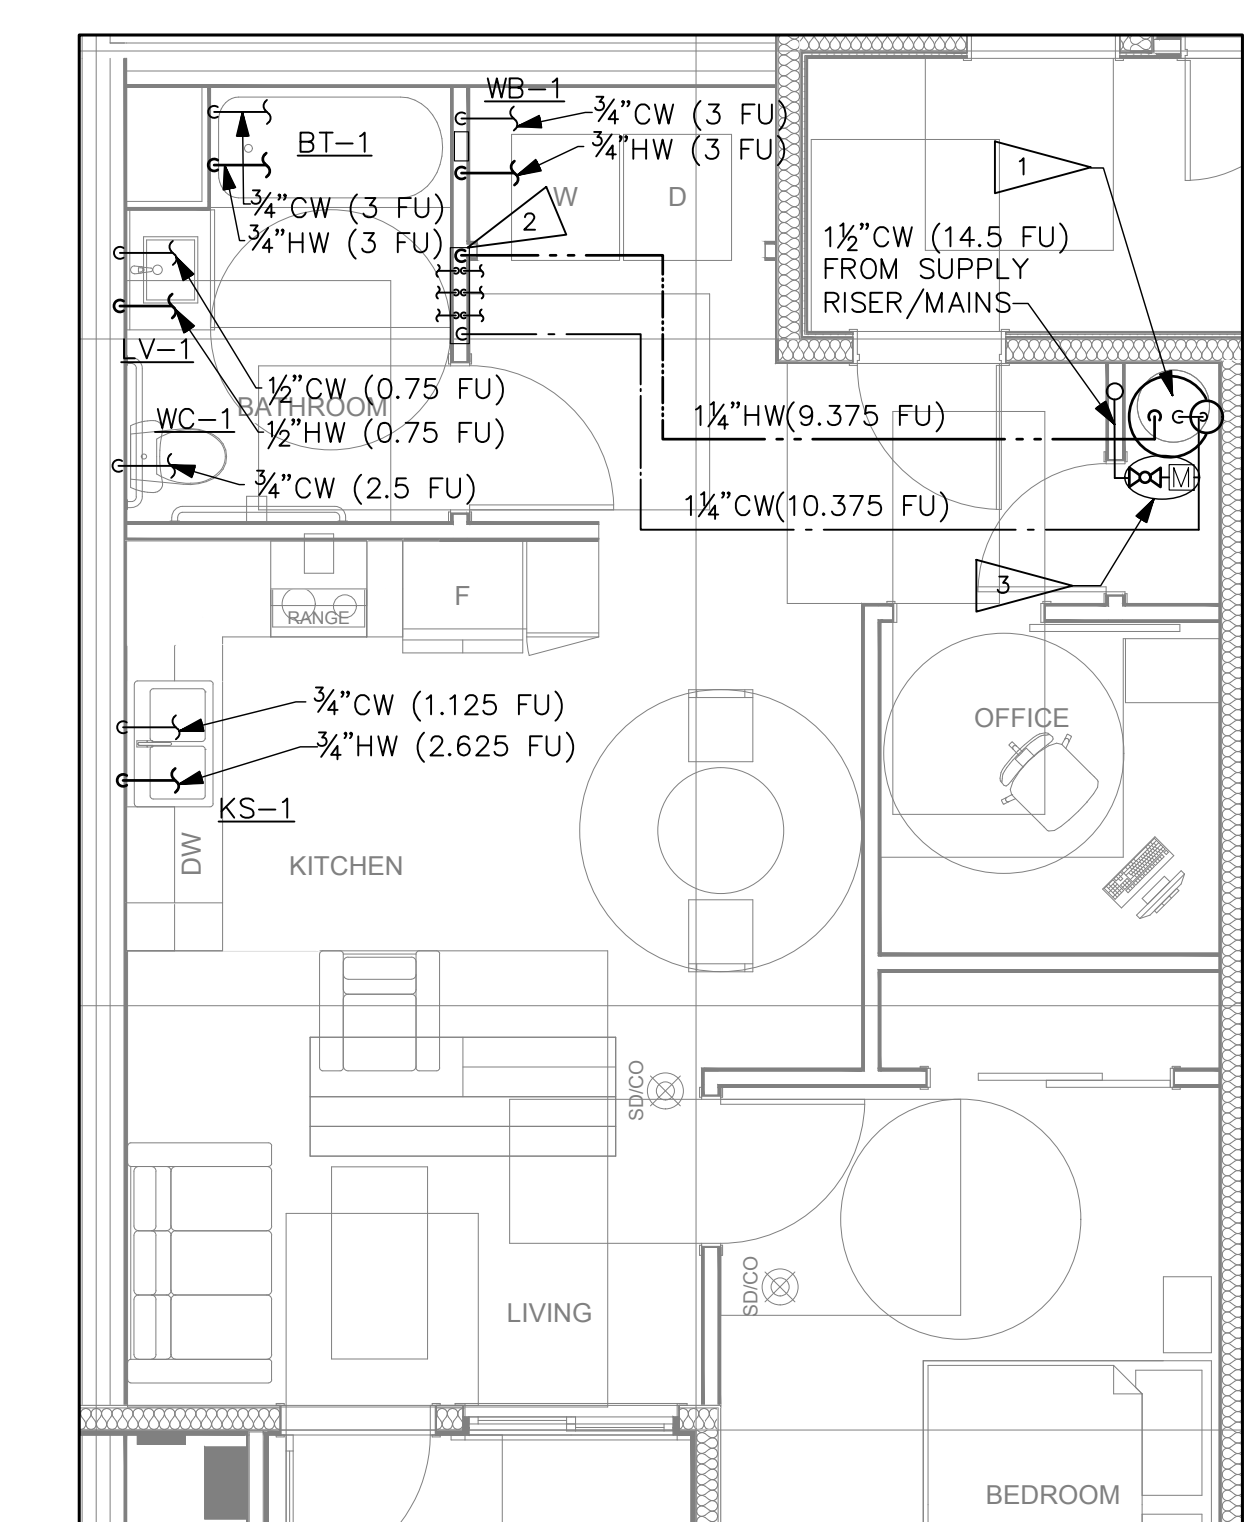 WB-1
¾"CW (3 FU)
¾"HW (3 FU)
BT-1
W
D
1
¾"CW (3 FU)
¾"HW (3 FU)
2
1½"CW (14.5 FU)
FROM SUPPLY
RISER/MAINS
LV-1
½"CW (0.75 FU)
BATHROOM
WC-1
½"HW (0.75 FU)
1¼"HW(9.375 FU)
M
¾"CW (2.5 FU)
1¼"CW(10.375 FU)
3
F
RANGE
¾"CW (1.125 FU)
¾"HW (2.625 FU)
OFFICE
KS-1
DW
KITCHEN
SD/CO
SD/CO
LIVING
BEDROOM